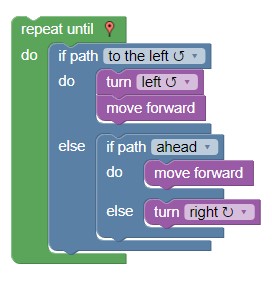 repeat until
do if path to the left ↺
do turn left ↺
move forward
else if path ahead
do move forward
else turn right ↻